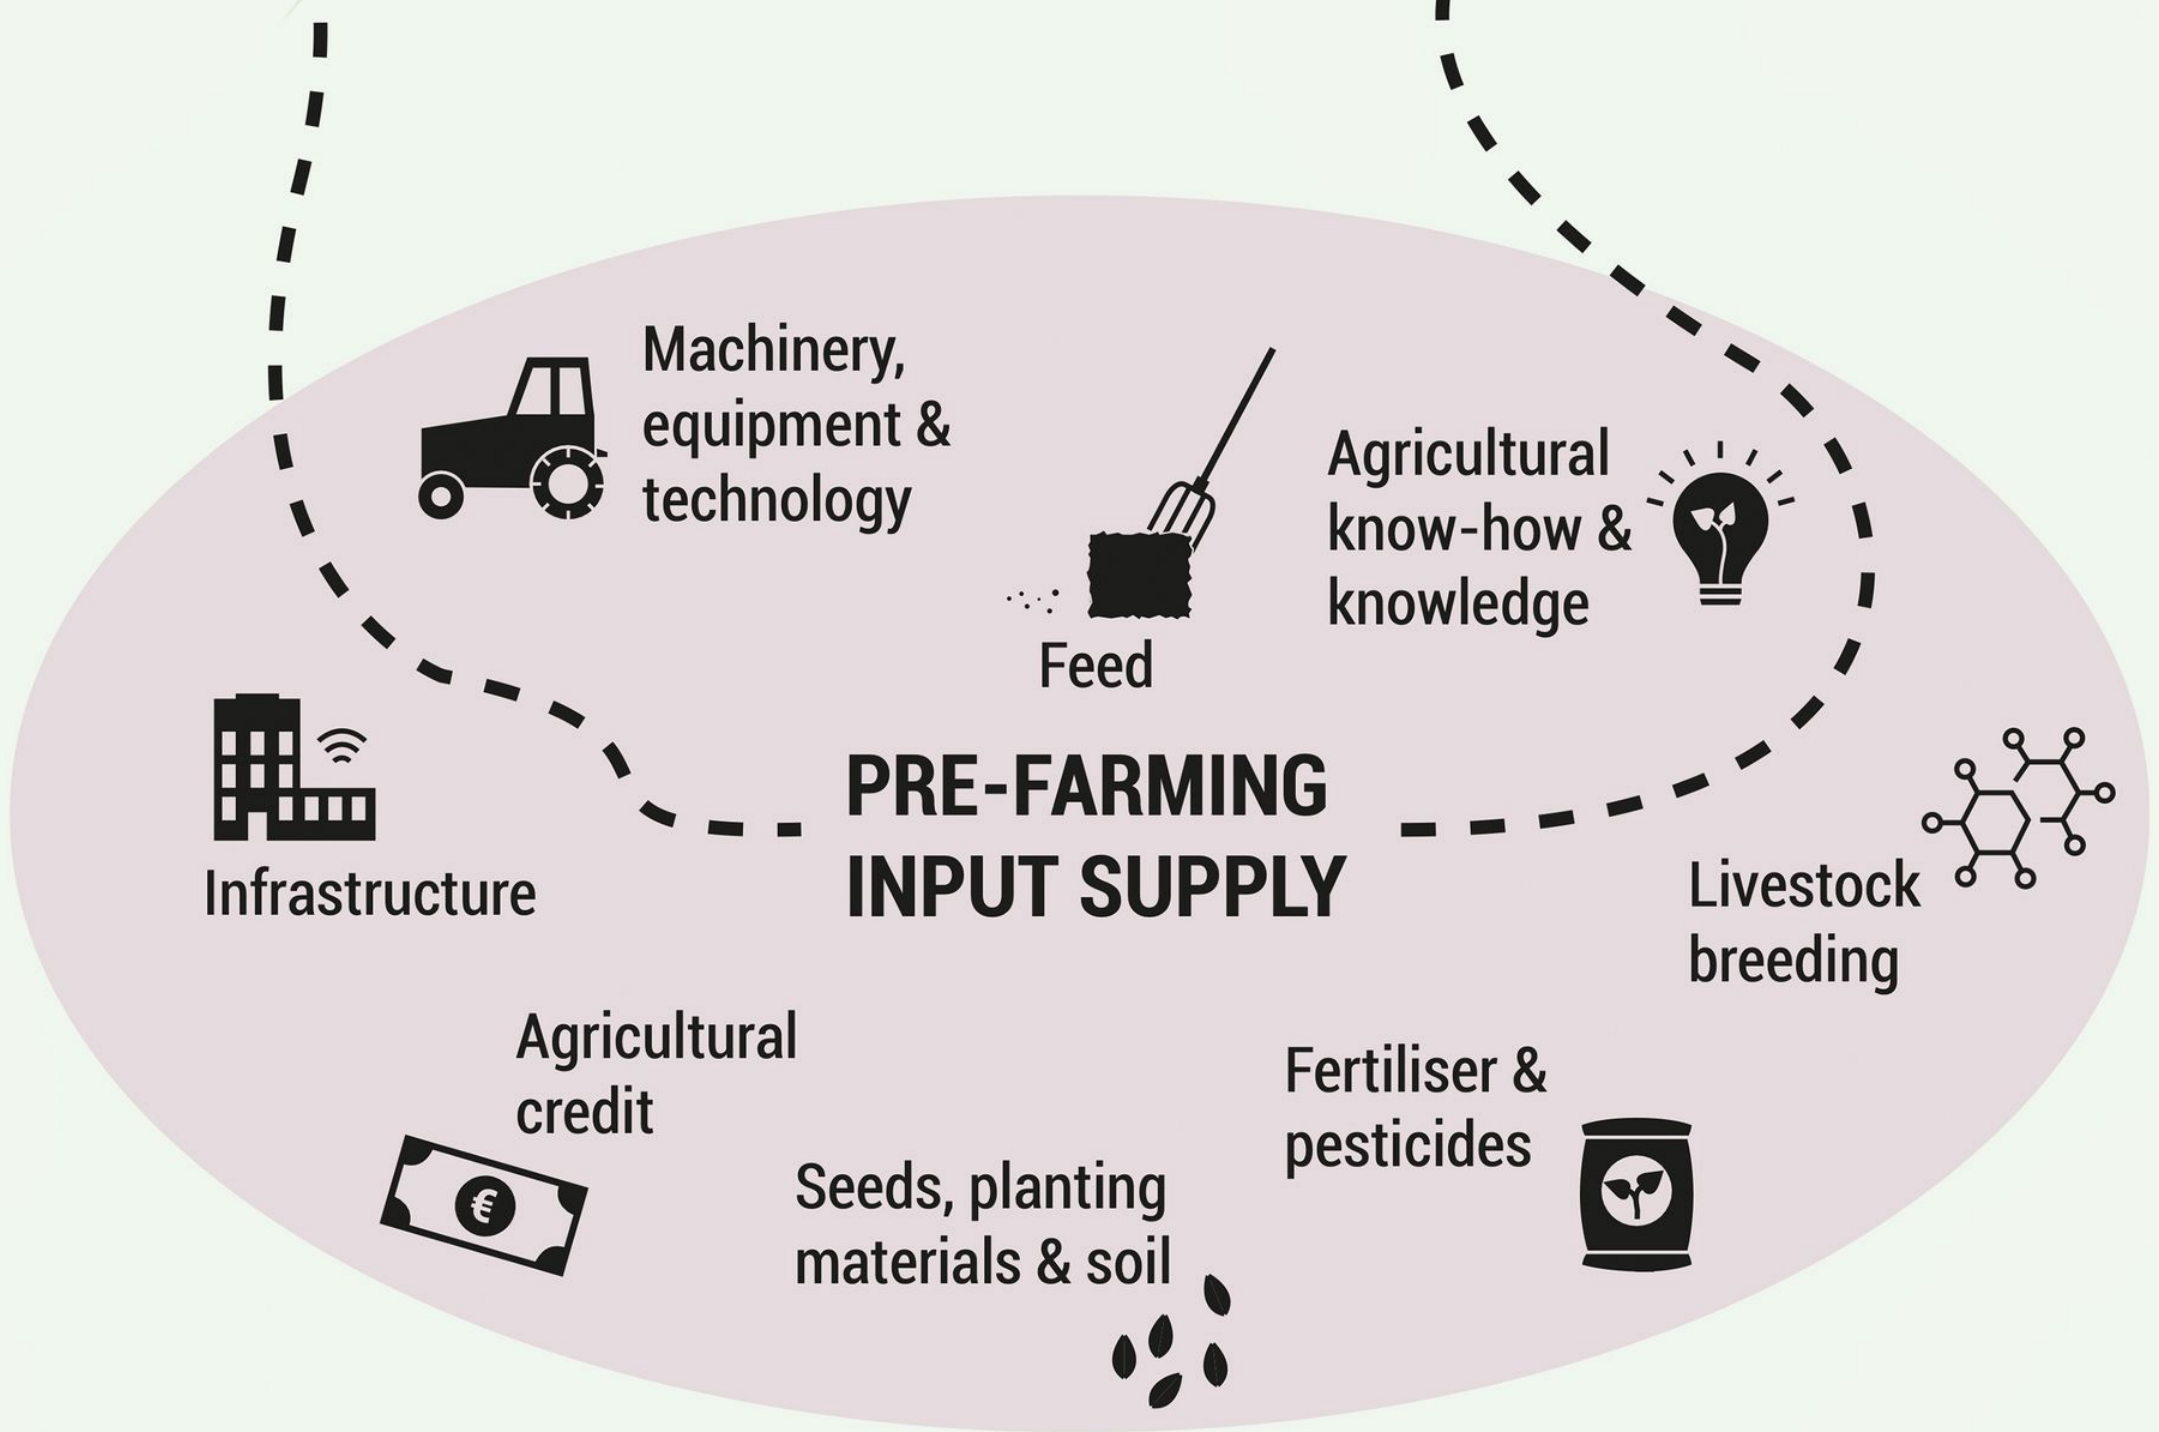 Machinery,
equipment &
technology
Agricultural
know-how &
knowledge
Feed
PRE-FARMING
INPUT SUPPLY
Infrastructure
Livestock
breeding
Agricultural
credit
Fertiliser &
pesticides
Seeds, planting
materials & soil
€